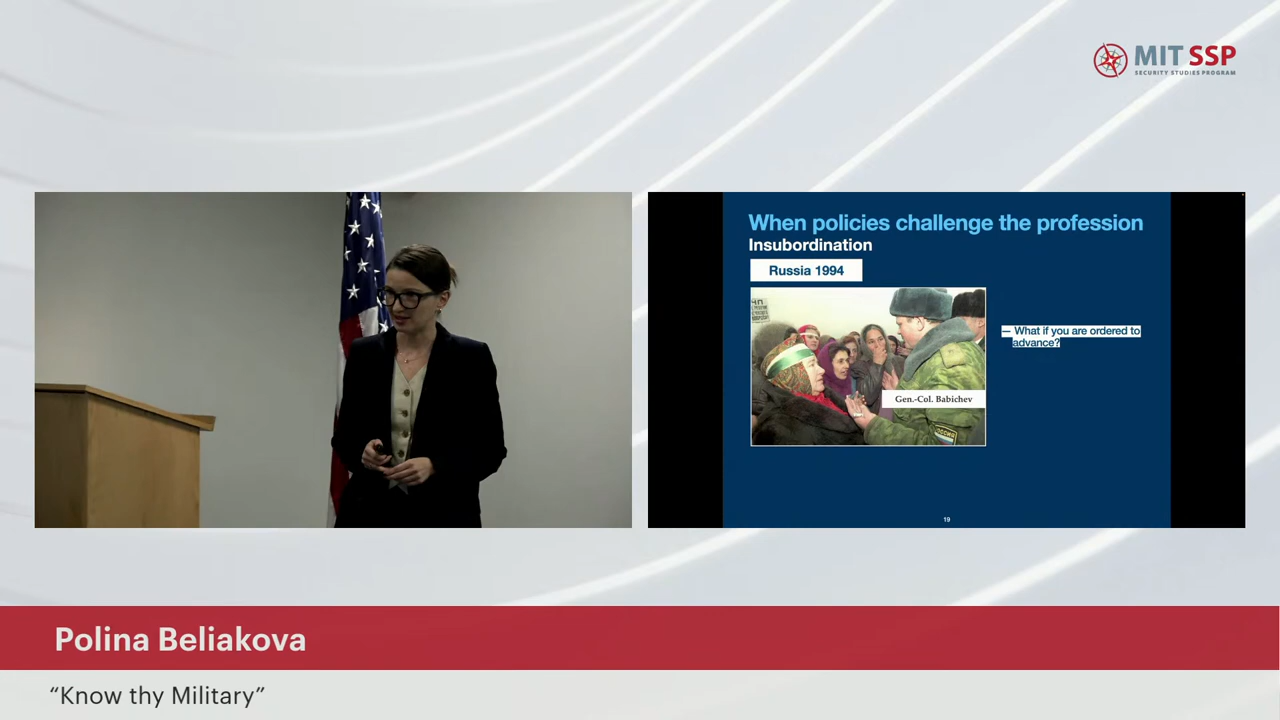 MIT SSP
SECURITY STUDIES PROGRAM
When policies challenge the profession
Insubordination
Russia 1994
— What if you are ordered to
advance?
Gen.-Col. Babichev
19
Polina Beliakova
“Know thy Military”